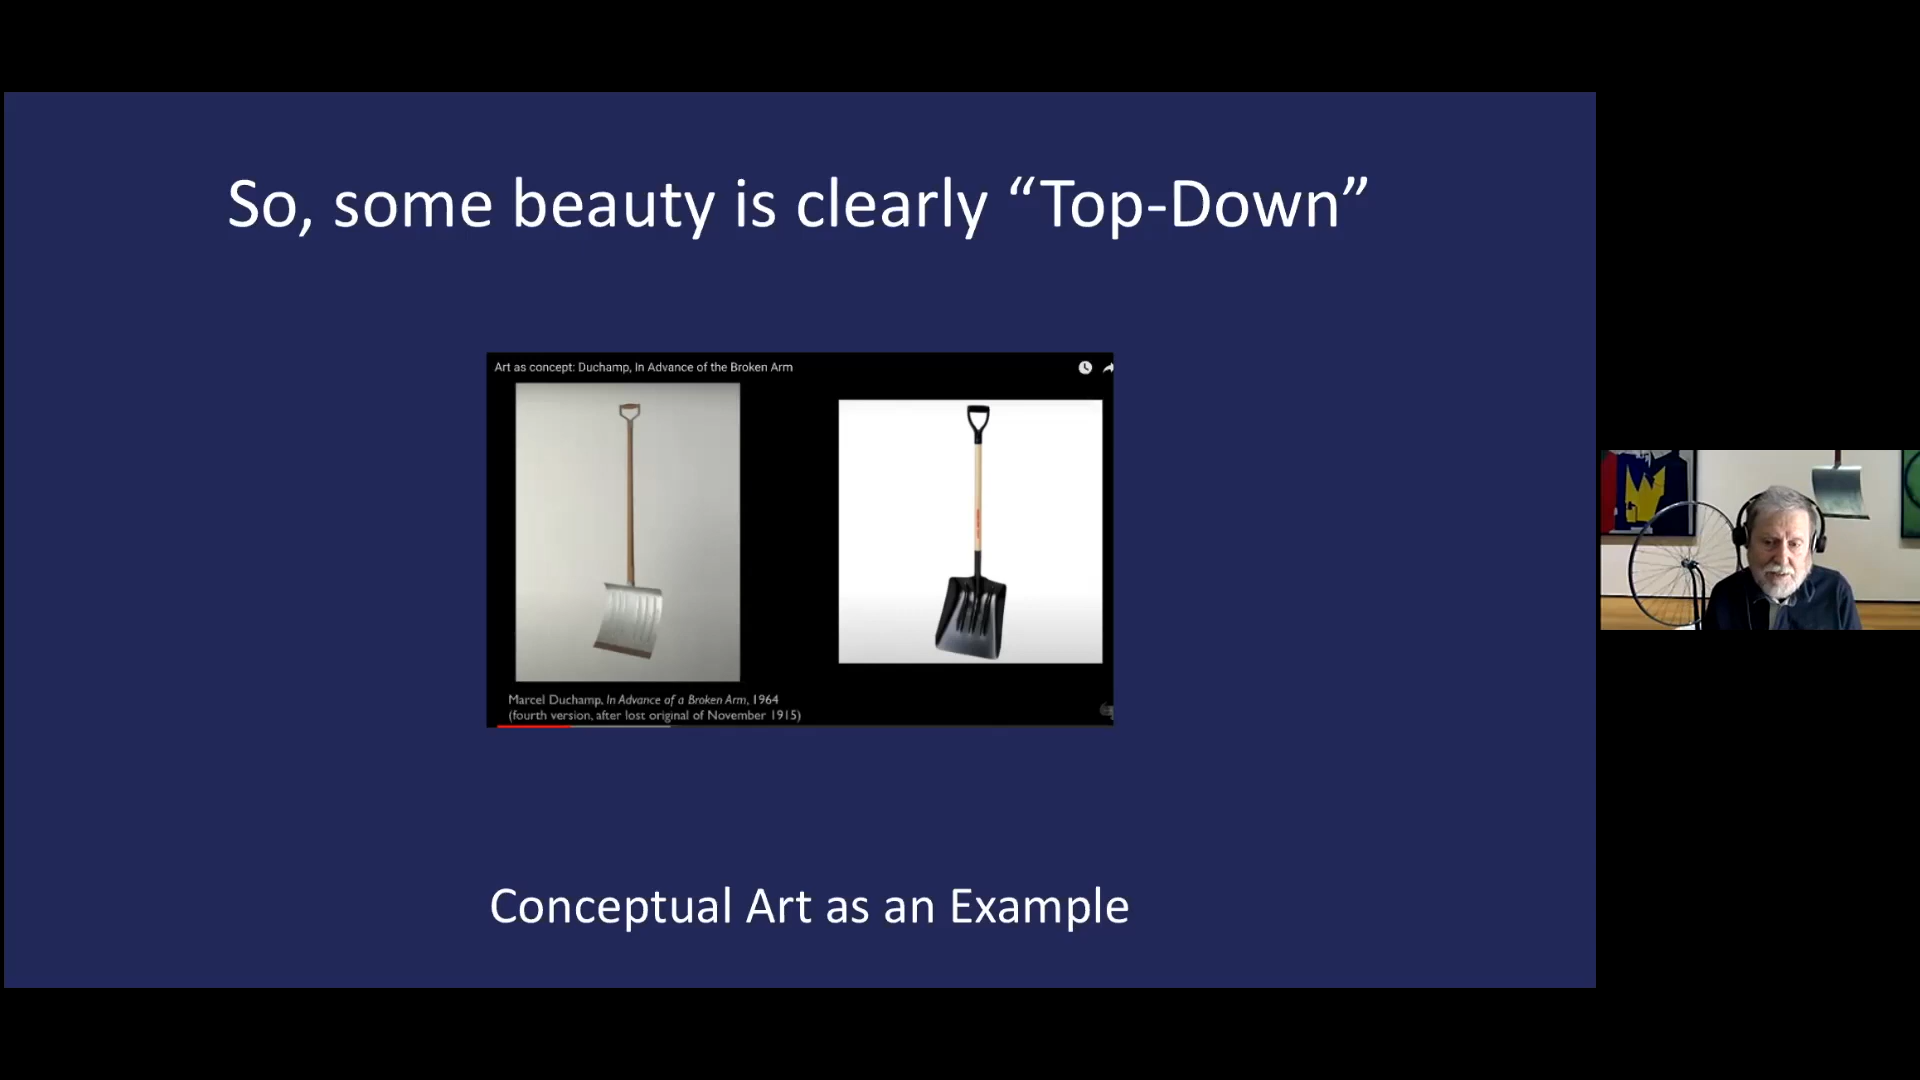 So, some beauty is clearly “Top-Down”
Art as concept: Duchamp, In Advance of the Broken Arm
Marcel Duchamp, In Advance of a Broken Arm, 1964
(fourth version, after lost original of November 1915)
Conceptual Art as an Example